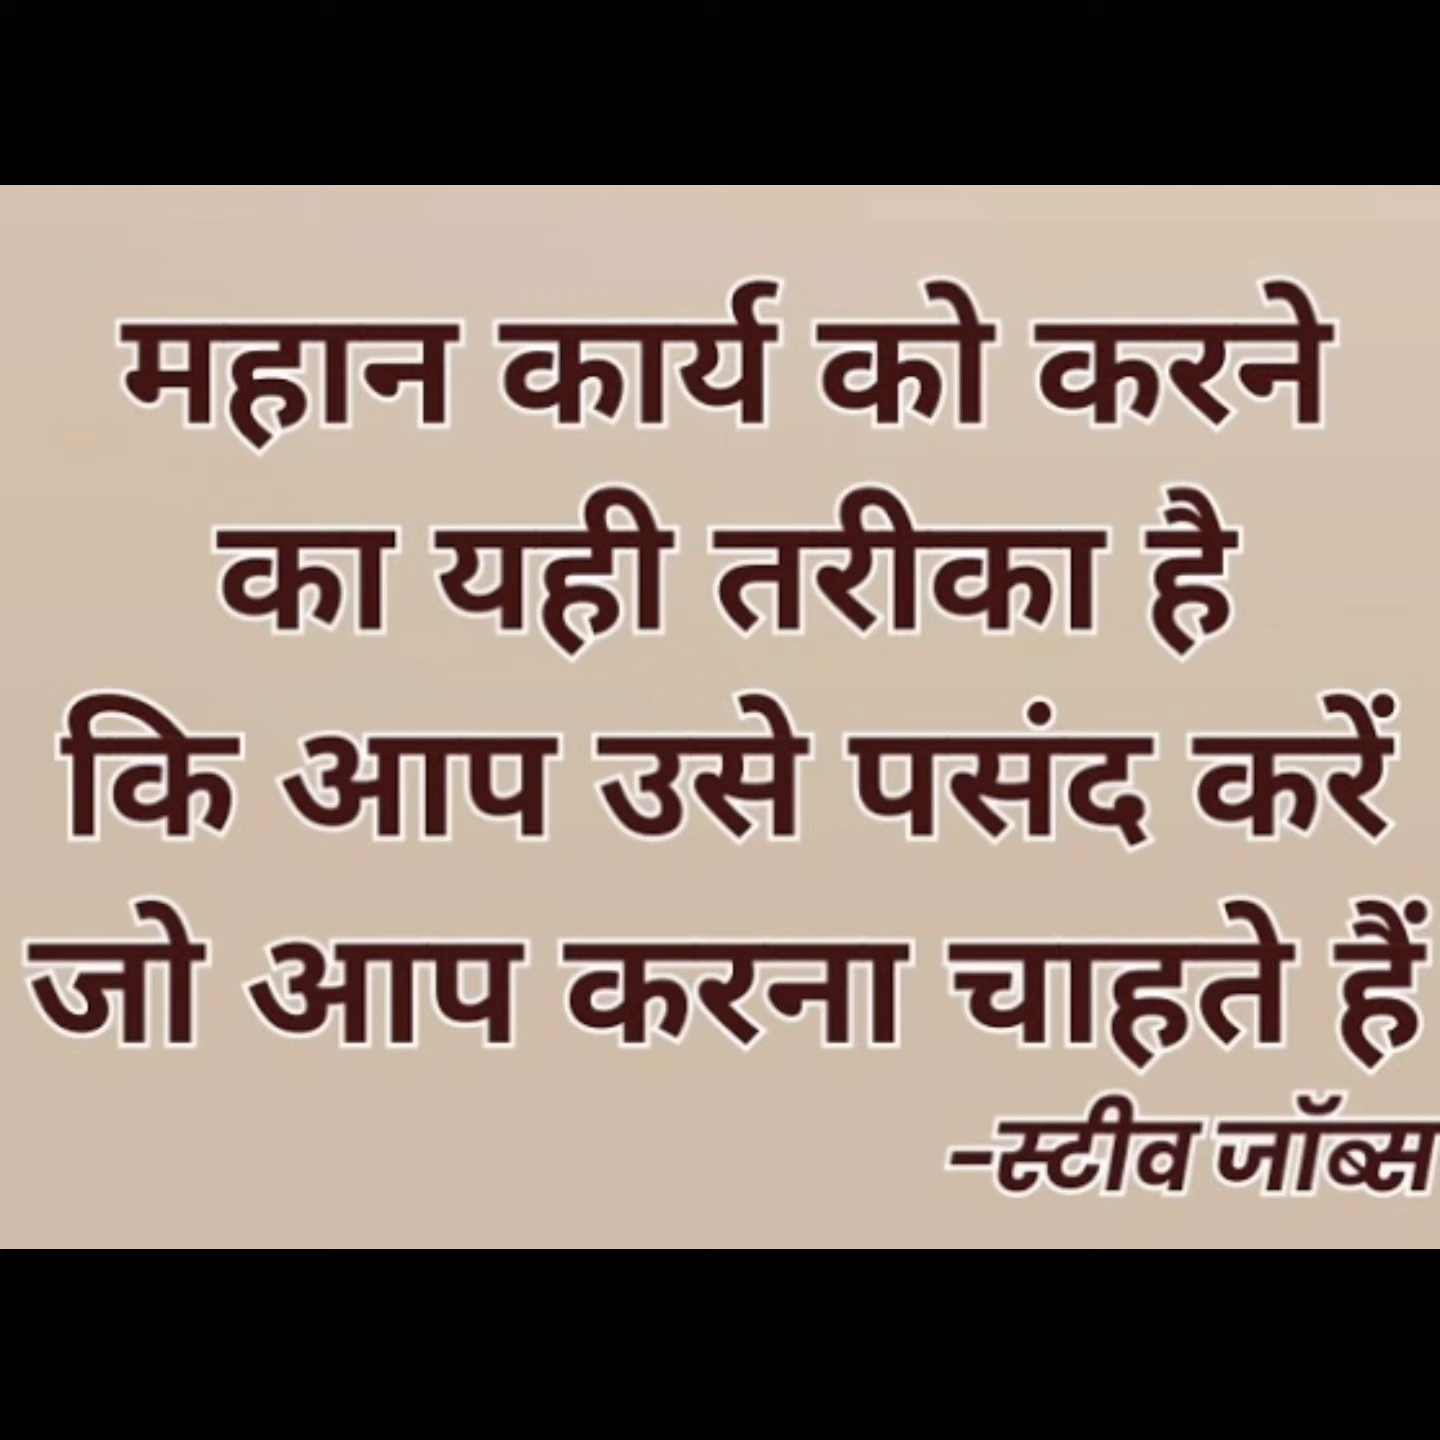 महान कार्य को करने
का यही तरीका है
कि आप उसे पसंद करें
जो आप करना चाहते हैं
-स्टीव जॉब्स